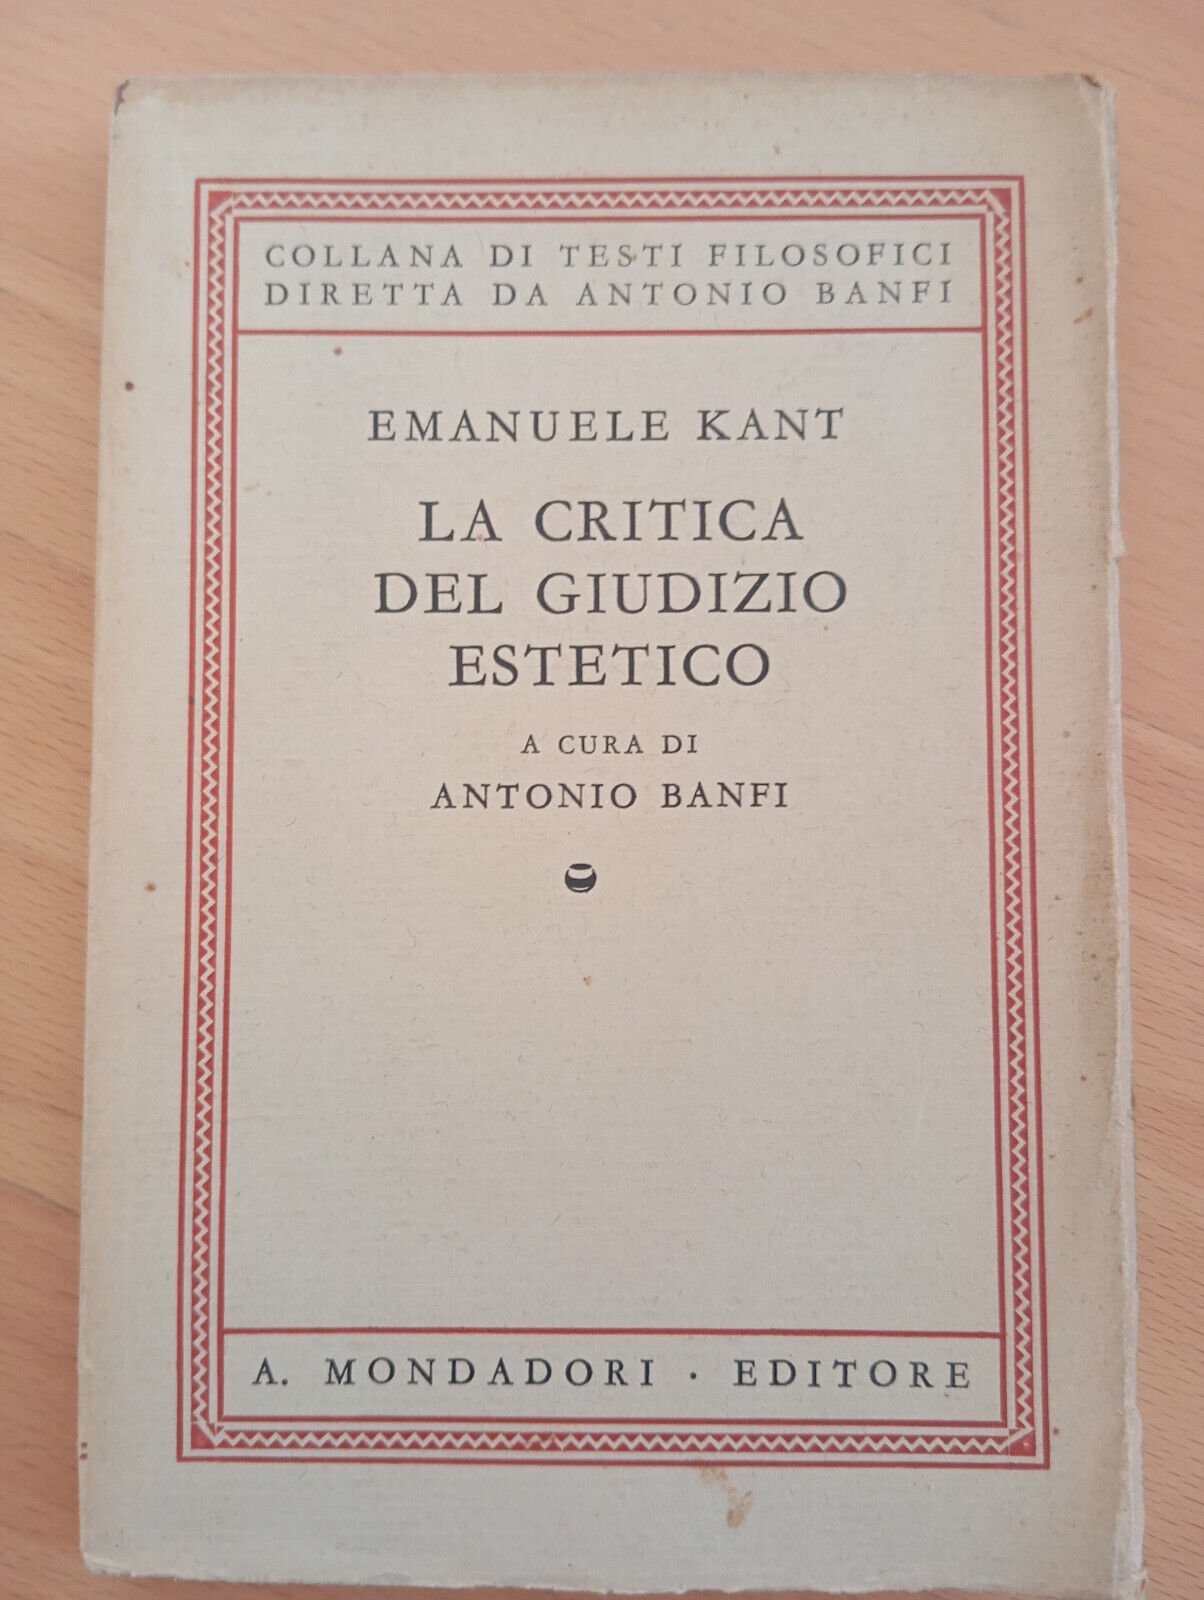 COLLANA DI TESTI FILOSOFICI
DIRETTA DA ANTONIO BANFI
EMANUELE KANT
LA CRITICA
DEL GIUDIZIO
ESTETICO
A CURA DI
ANTONIO BANFI
A. MONDADORI · EDITORE